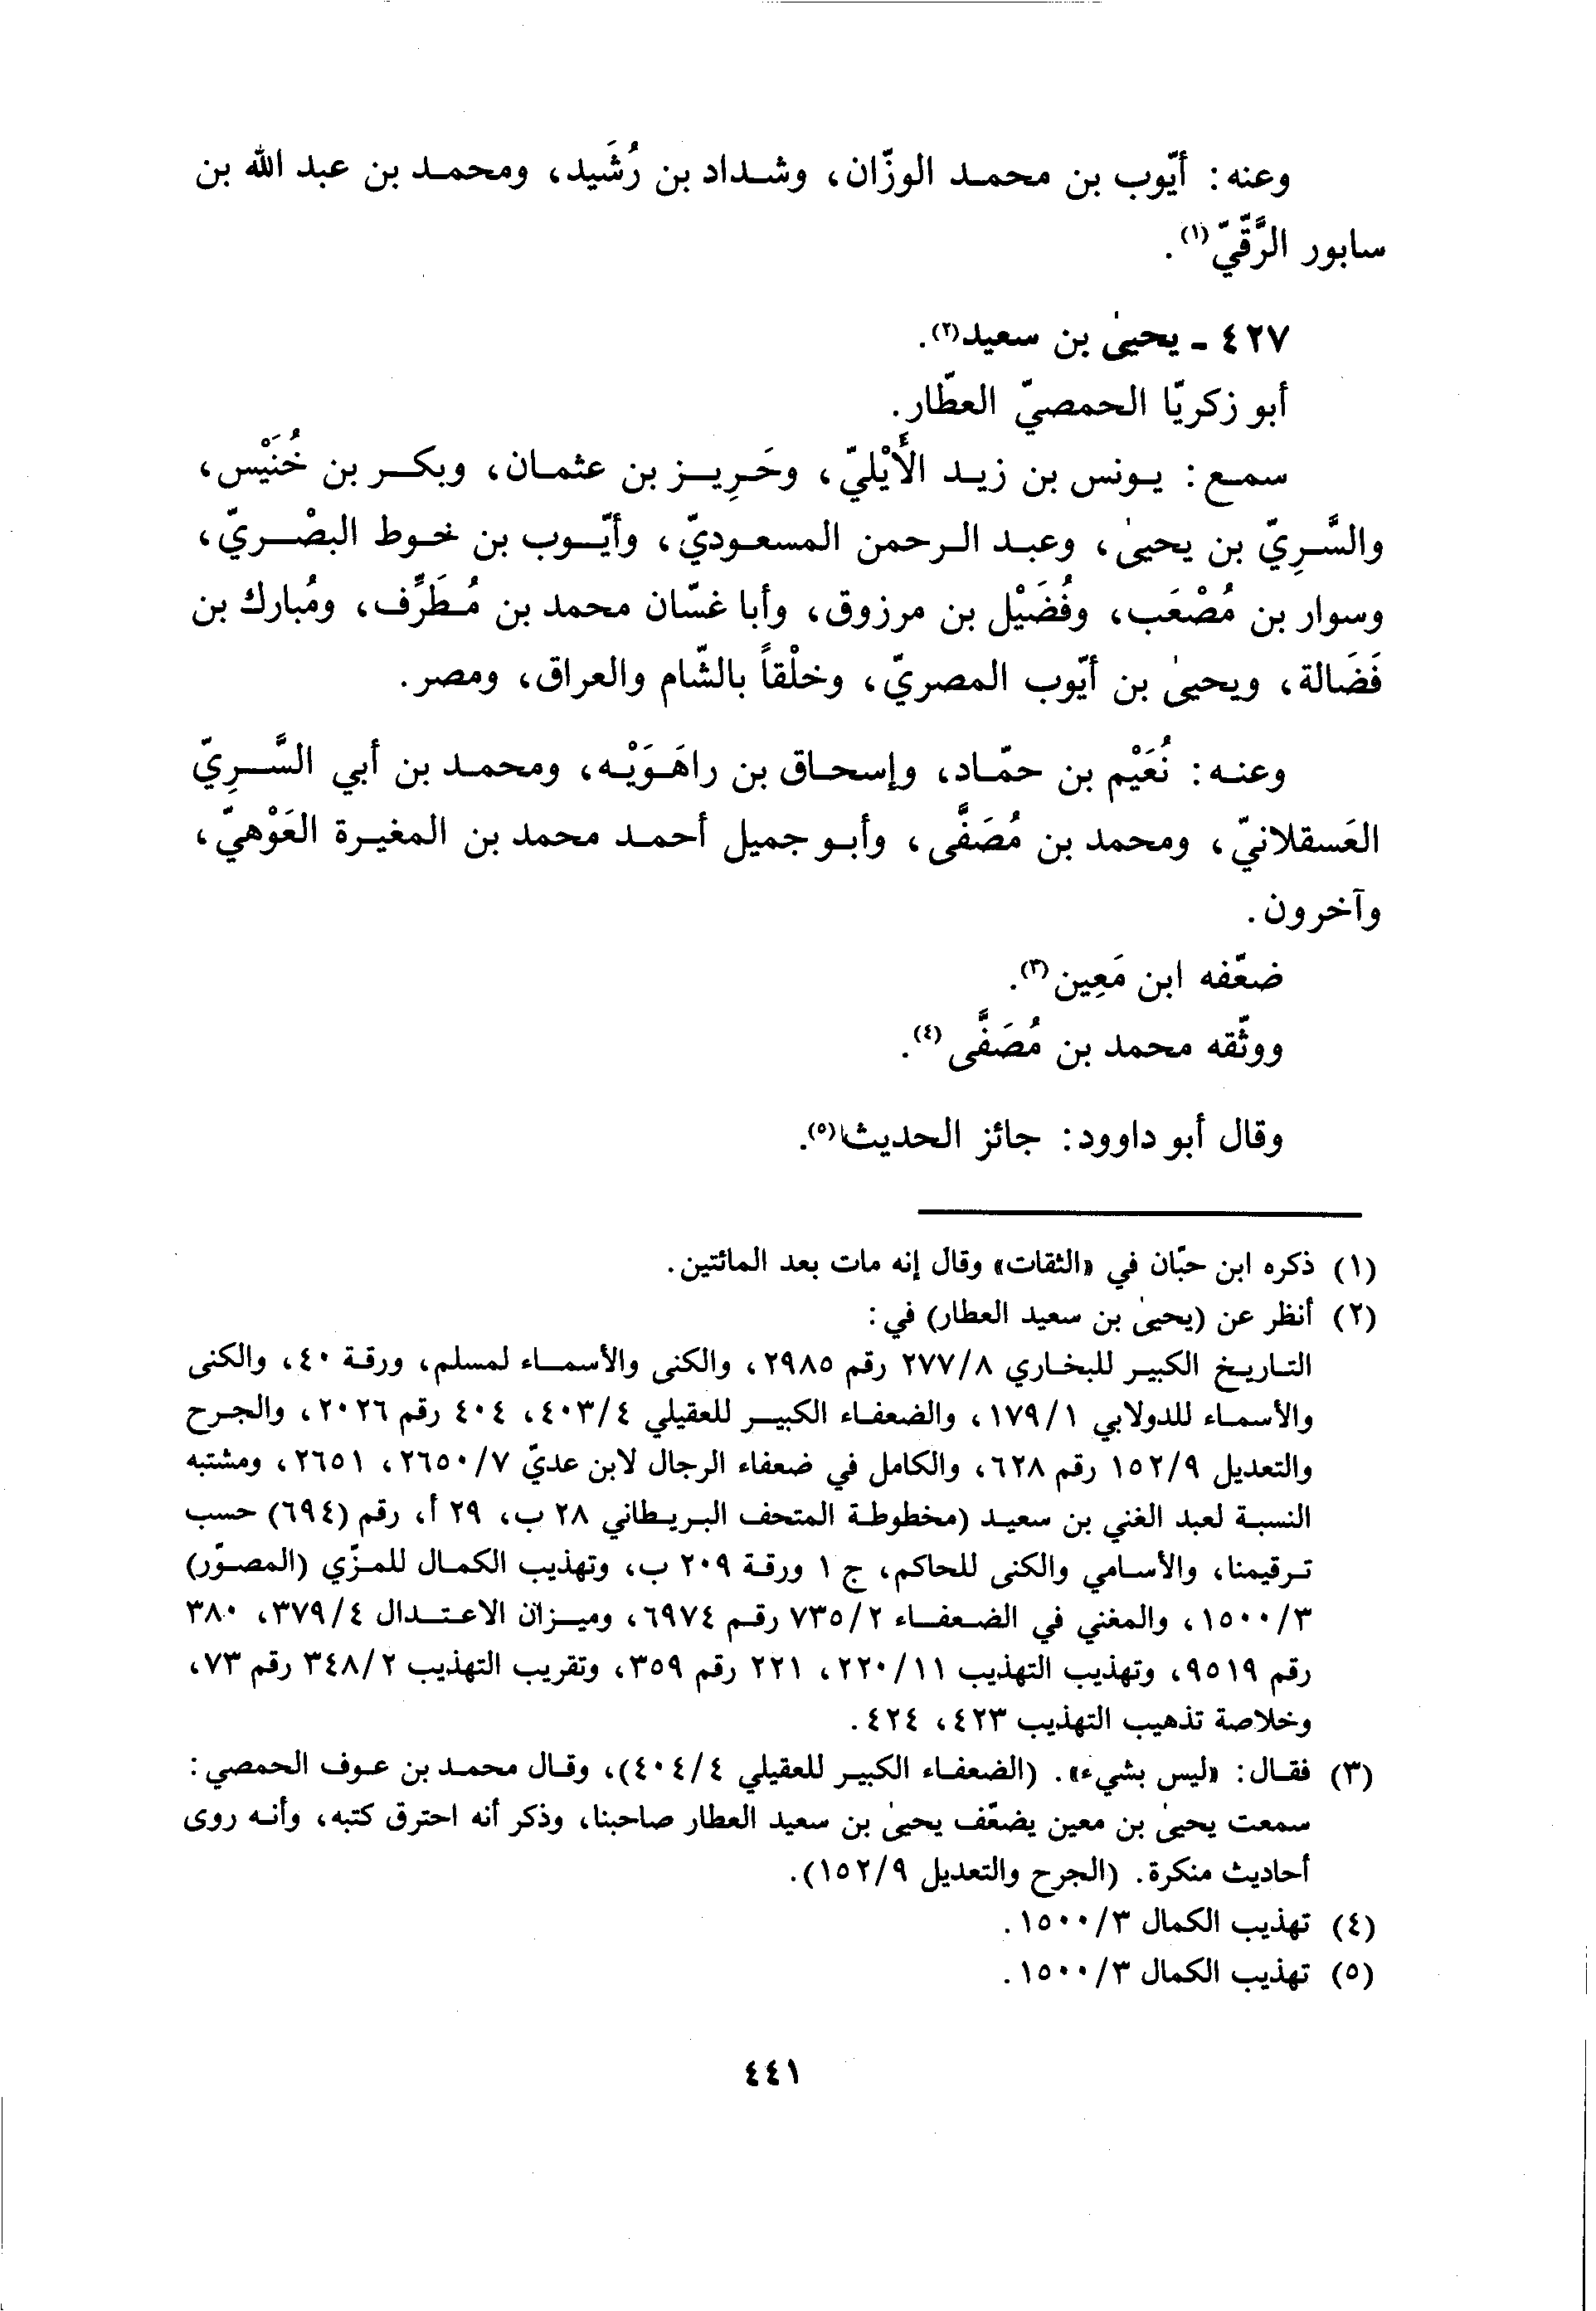 وعنه: أيّوب بن محمد الوزّان، وشداد بن رُشَيد، ومحمد بن عبد الله بن
سابور الرَّقّيّ(١).
٤٢٧ - يحيىٰ بن سعيد(٢).
أبو زكريّا الحمصيّ العطّار.
سمع: يونس بن زيد الأَيْليّ، وحَرِيز بن عثمان، وبكر بن خُنَيْس،
والسَّرِيّ بن يحيىٰ، وعبد الرحمن المسعوديّ، وأيّوب بن خوط البصْريّ،
وسوار بن مُصْعَب، وفُضَيْل بن مرزوق، وأبا غسّان محمد بن مُطَرِّف، ومُبارك بن
فَضَالة، ويحيىٰ بن أيّوب المصريّ، وخلْقاً بالشّام والعراق، ومصر.
وعنه: نُعَيْم بن حمّاد، وإسحاق بن راهَوَيْه، ومحمد بن أبي السَّرِيّ
العَسقلانيّ، ومحمد بن مُصَفَّى، وأبو جميل أحمد محمد بن المغيرة العَوْهيّ،
وآخرون.
ضعّفه ابن مَعِين(٣).
ووثّقه محمد بن مُصَفَّى(٤).
وقال أبو داوود: جائز الحديث(٥).
(١) ذكره ابن حبّان في «الثقات» وقال إنه مات بعد المائتين.
(٢) أنظر عن (يحيىٰ بن سعيد العطار) في:
التاريخ الكبير للبخاري ٢٧٧/٨ رقم ٢٩٨٥، والكنى والأسماء لمسلم، ورقة ٤٠، والكنى
والأسماء للدولابي ١٧٩/١، والضعفاء الكبير للعقيلي ٤٠٣/٤، ٤٠٤ رقم ٢٠٢٦، والجرح
والتعديل ١٥٢/٩ رقم ٦٢٨، والكامل في ضعفاء الرجال لابن عديّ ٢٦٥٠/٧، ٢٦٥١، ومشتبه
النسبة لعبد الغني بن سعيد (مخطوطة المتحف البريطاني ٢٨ ب، ٢٩ أ، رقم (٦٩٤) حسب
ترقيمنا، والأسامي والكنى للحاكم، ج ١ ورقة ٢٠٩ ب، وتهذيب الكمال للمزّي (المصوّر)
١٥٠٠/٣، والمغني في الضعفاء ٧٣٥/٢ رقم ٦٩٧٤، وميزان الاعتدال ٣٧٩/٤، ٣٨٠
رقم ٩٥١٩، وتهذيب التهذيب ٢٢٠/١١، ٢٢١ رقم ٣٥٩، وتقريب التهذيب ٣٤٨/٢ رقم ٧٣،
وخلاصة تذهيب التهذيب ٤٢٣، ٤٢٤.
(٣) فقال: «ليس بشيء». (الضعفاء الكبير للعقيلي ٤٠٤/٤)، وقال محمد بن عوف الحمصي:
سمعت يحيىٰ بن معين يضعّف يحيىٰ بن سعيد العطار صاحبنا، وذكر أنه احترق كتبه، وأنه روى
أحاديث منكرة. (الجرح والتعديل ١٥٢/٩).
(٤) تهذيب الكمال ١٥٠٠/٣.
(٥) تهذيب الكمال ١٥٠٠/٣.
٤٤١